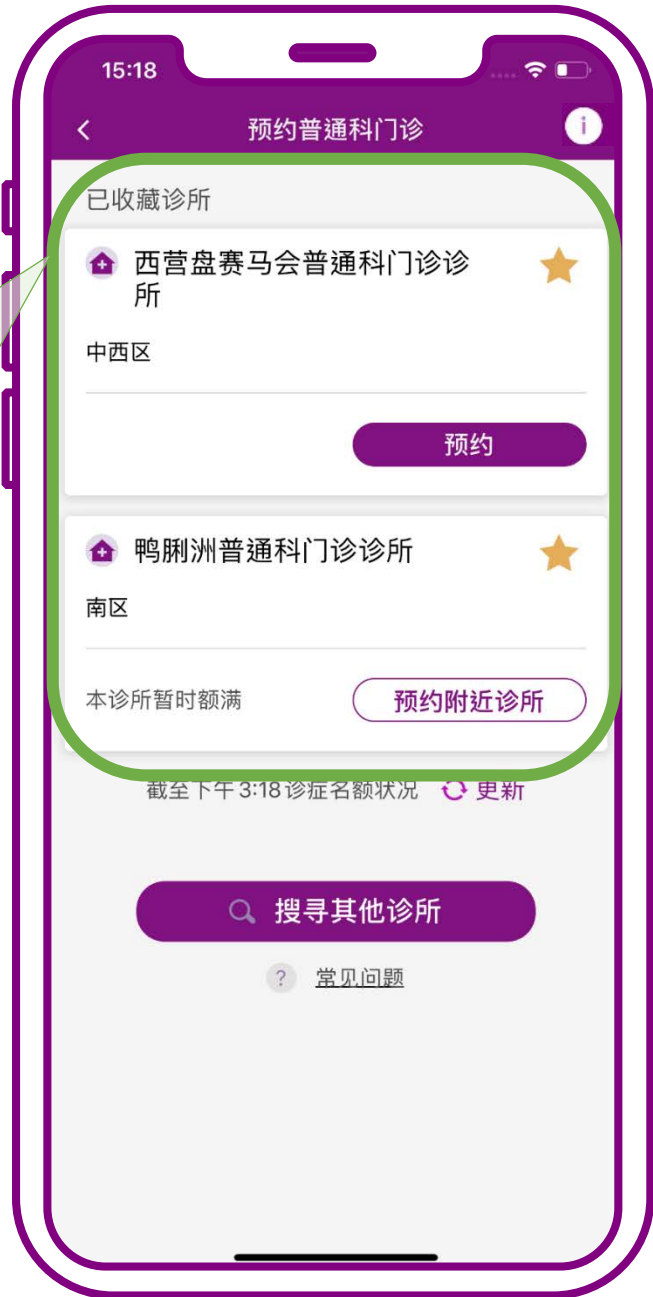 15:18
预约普通科门诊
i
已收藏诊所
西营盘赛马会普通科门诊诊
所
中西区
预约
鸭脷洲普通科门诊诊所
南区
本诊所暂时额满
预约附近诊所
截至下午3:18诊症名额状况 更新
搜寻其他诊所
? 常见问题